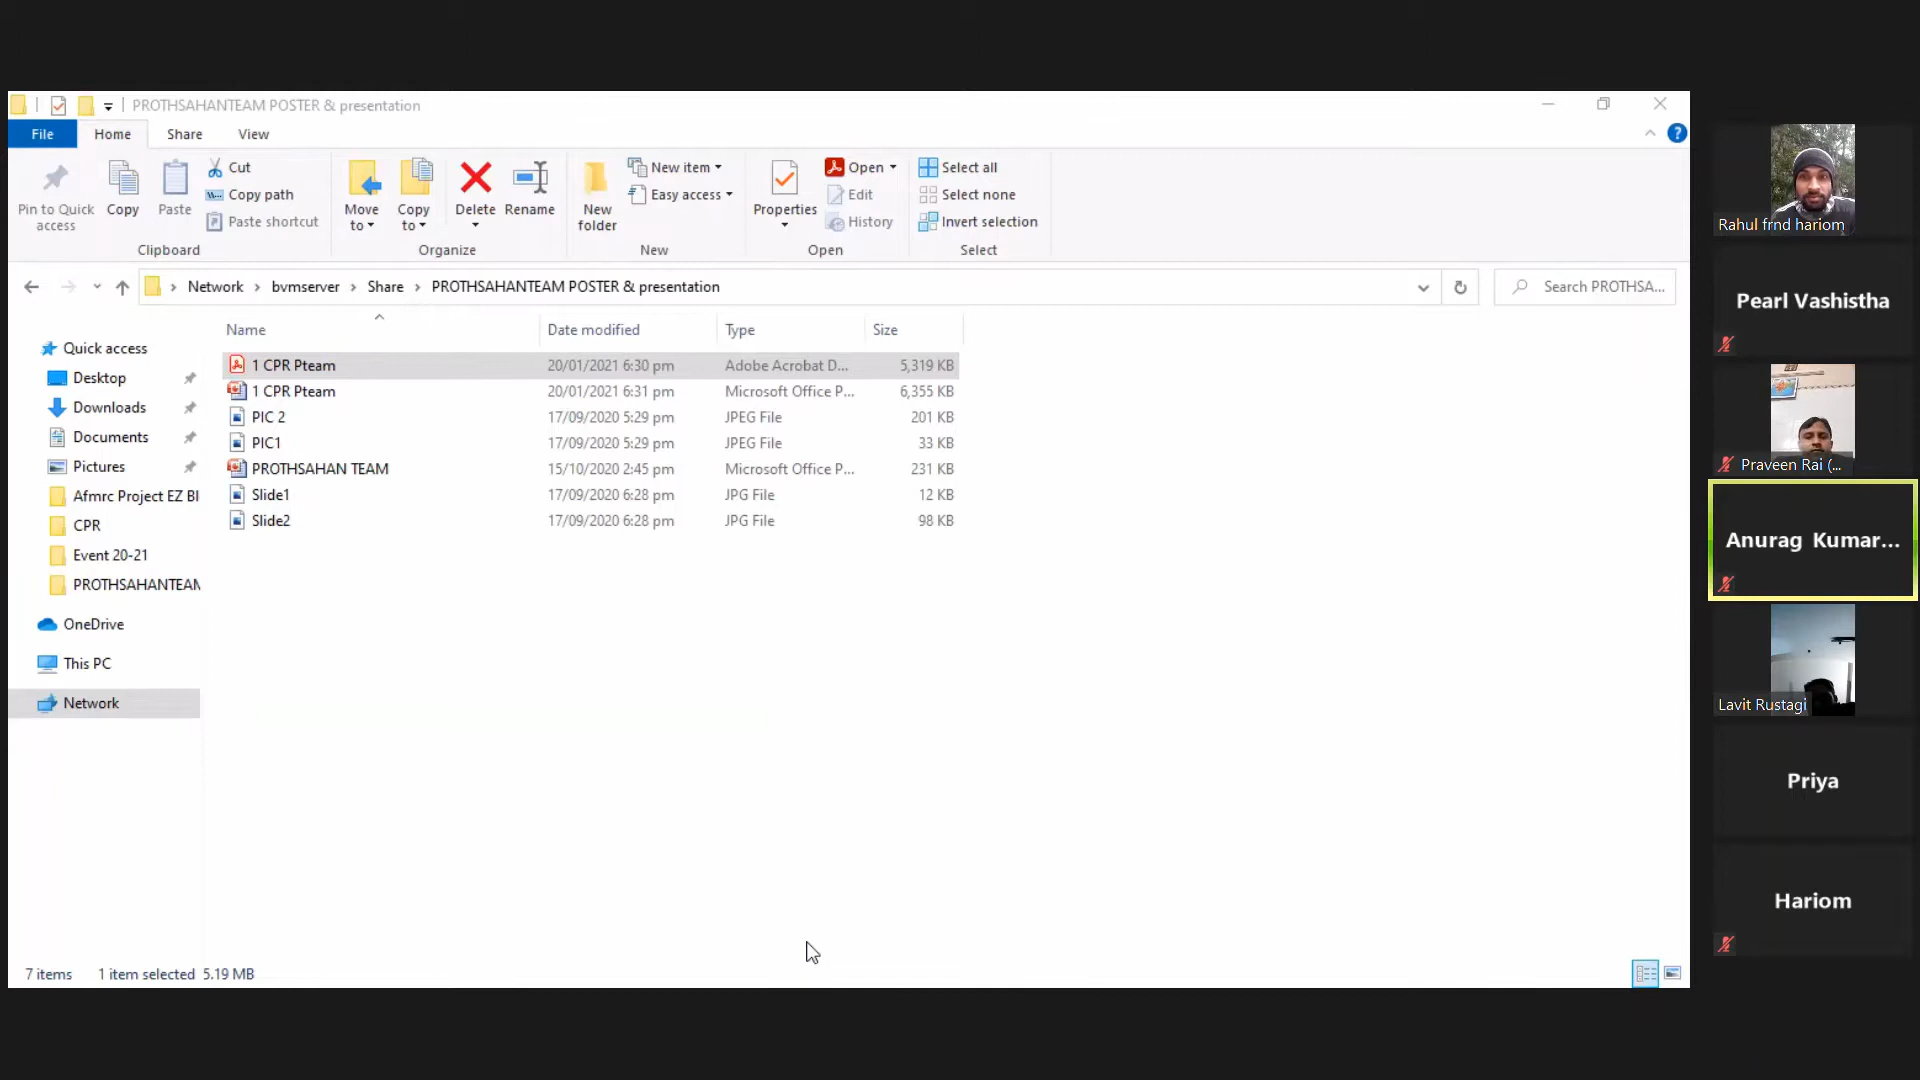 PROTHSAHANTEAM POSTER & presentation
File Home Share View
Pin to Quick access
Copy
Paste
Cut
Copy path
Paste shortcut
Clipboard
Move to
Copy to
Delete
Rename
Organize
New folder
New item
Easy access
New
Properties
Open
Edit
History
Open
Select all
Select none
Invert selection
Select
Network bvmserver Share PROTHSAHANTEAM POSTER & presentation
Search PROTHSA...
Quick access
Desktop
Downloads
Documents
Pictures
Afmrc Project EZ BI
CPR
Event 20-21
PROTHSAHANTEAM
OneDrive
This PC
Network
Name Date modified Type Size
1 CPR Pteam 20/01/2021 6:30 pm Adobe Acrobat D... 5,319 KB
1 CPR Pteam 20/01/2021 6:31 pm Microsoft Office P... 6,355 KB
PIC 2 17/09/2020 5:29 pm JPEG File 201 KB
PIC1 17/09/2020 5:29 pm JPEG File 33 KB
PROTHSAHAN TEAM 15/10/2020 2:45 pm Microsoft Office P... 231 KB
Slide1 17/09/2020 6:28 pm JPG File 12 KB
Slide2 17/09/2020 6:28 pm JPG File 98 KB
7 items 1 item selected 5.19 MB
Rahul frnd hariom
Pearl Vashistha
Praveen Rai (...
Anurag Kumar...
Lavit Rustagi
Priya
Hariom